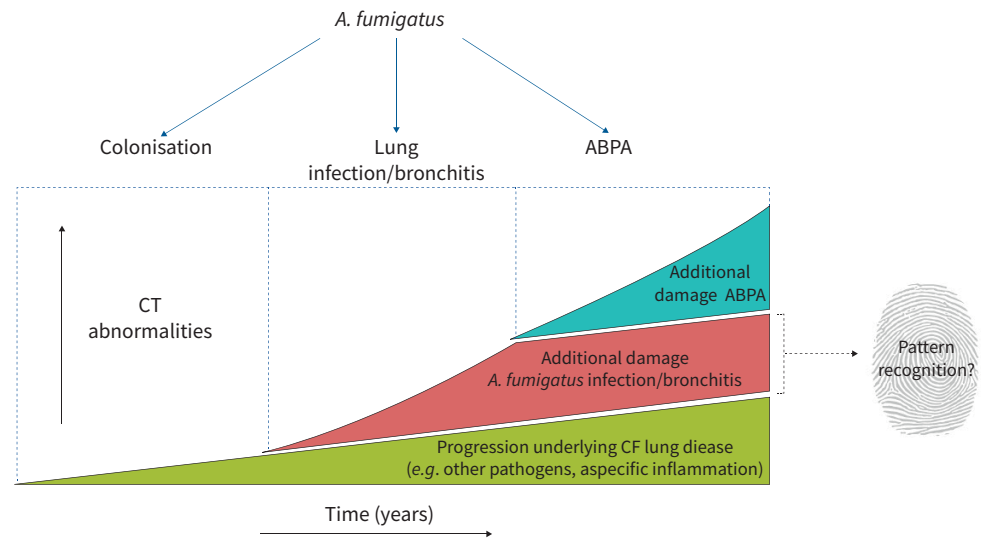 A. fumigatus
Colonisation
Lung
infection/bronchitis
ABPA
CT
abnormalities
Additional
damage ABPA
Additional damage
A. fumigatus infection/bronchitis
Pattern
recognition?
Progression underlying CF lung disease
(e.g. other pathogens, aspecific inflammation)
Time (years)